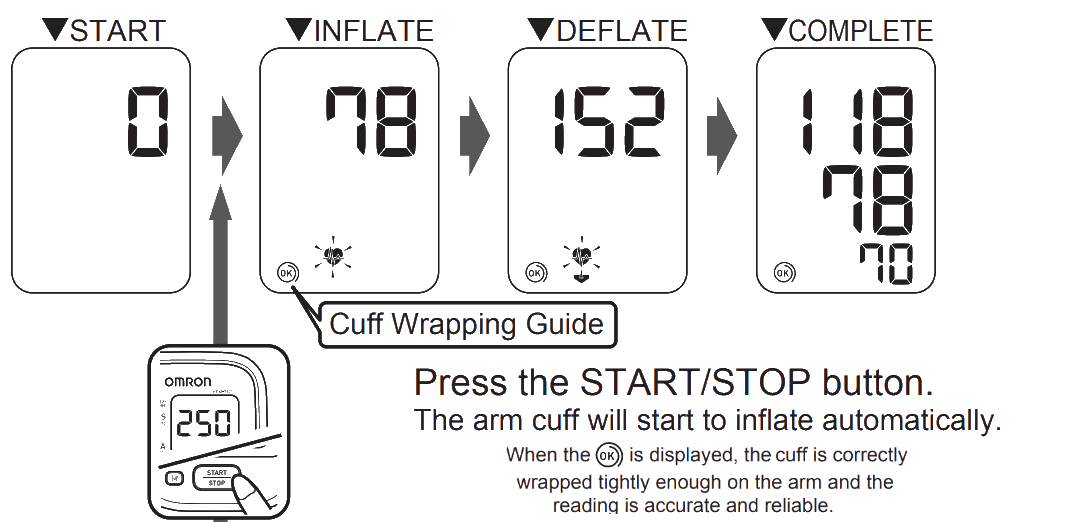 ▼START ▼INFLATE ▼DEFLATE ▼COMPLETE
0 78 152 118
78
70
OK OK OK
Cuff Wrapping Guide
OMRON
250
START
STOP
Press the START/STOP button.
The arm cuff will start to inflate automatically.
When the OK is displayed, the cuff is correctly
wrapped tightly enough on the arm and the
reading is accurate and reliable.